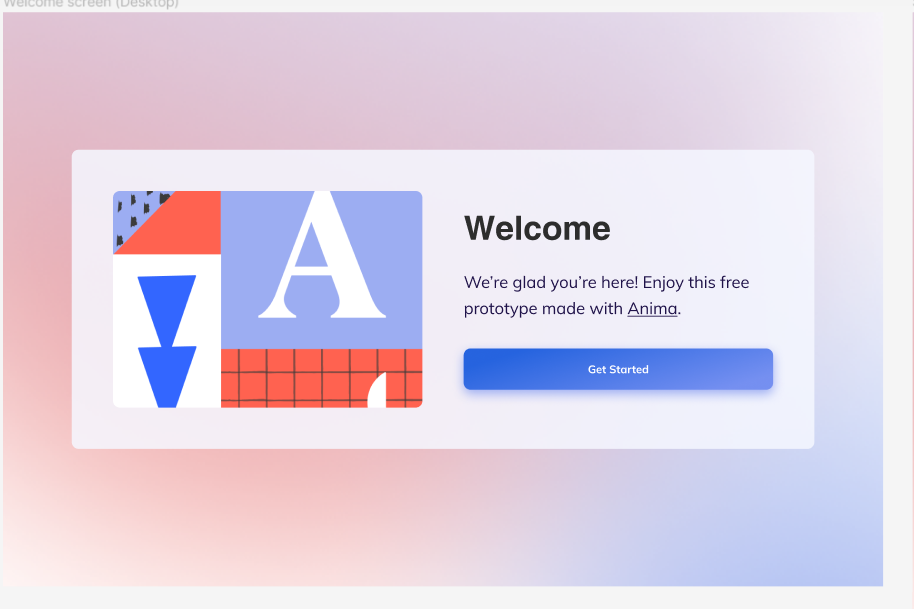 Welcome screen (Desktop)
A
Welcome
We’re glad you’re here! Enjoy this free
prototype made with Anima.
Get Started